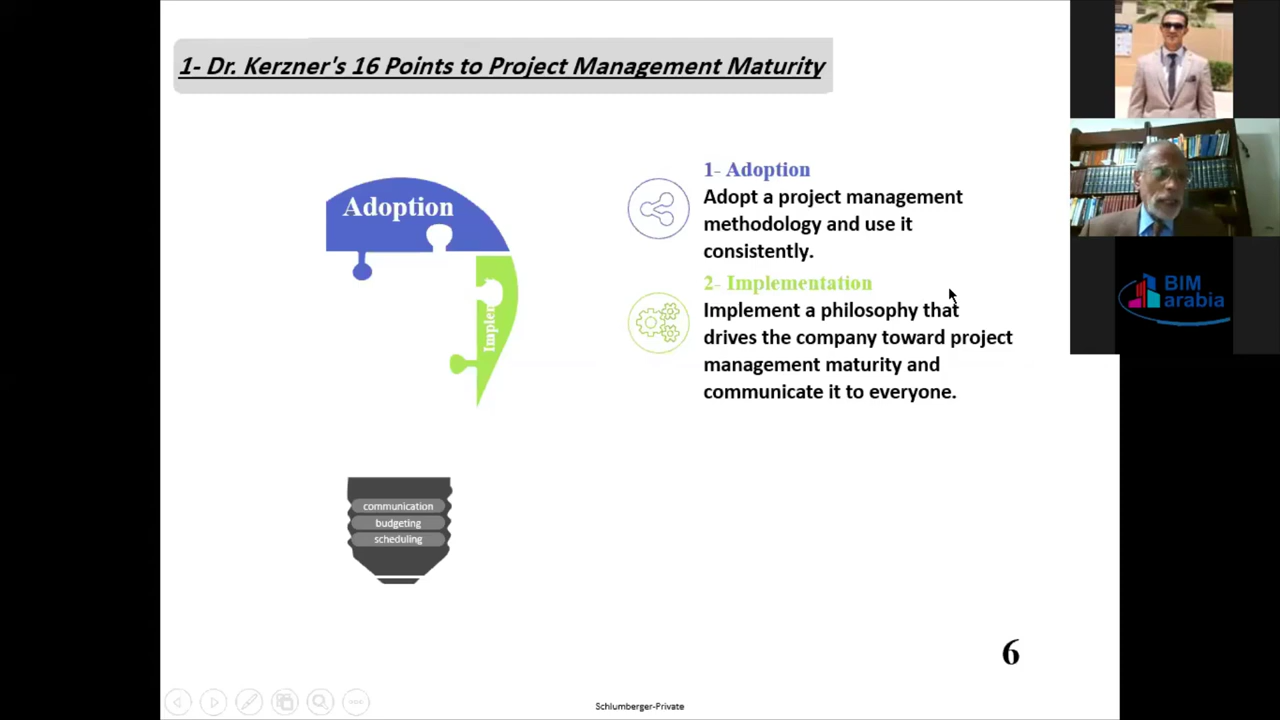 1- Dr. Kerzner's 16 Points to Project Management Maturity
Adoption
Implem
communication
budgeting
scheduling
1- Adoption
Adopt a project management
methodology and use it
consistently.
2- Implementation
Implement a philosophy that
drives the company toward project
management maturity and
communicate it to everyone.
6
Schlumberger-Private
BIM
arabia